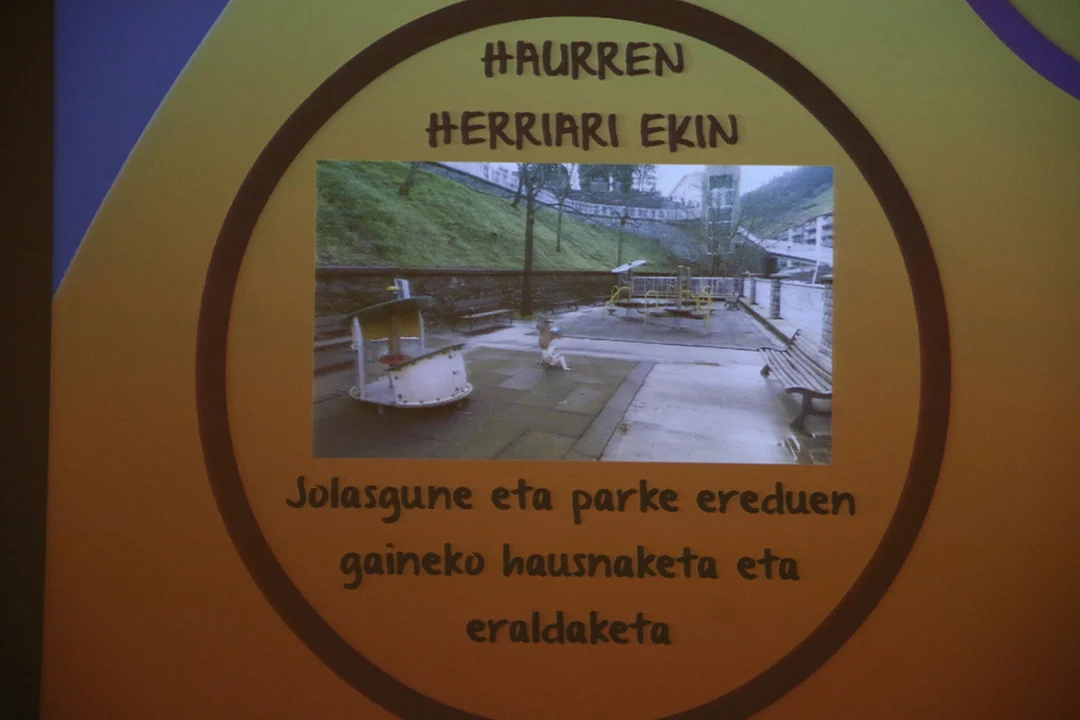 HAURREN
HERRIARI EKIN
Jolasgune eta parke ereduen
gaineko hausnaketa eta
eraldaketa